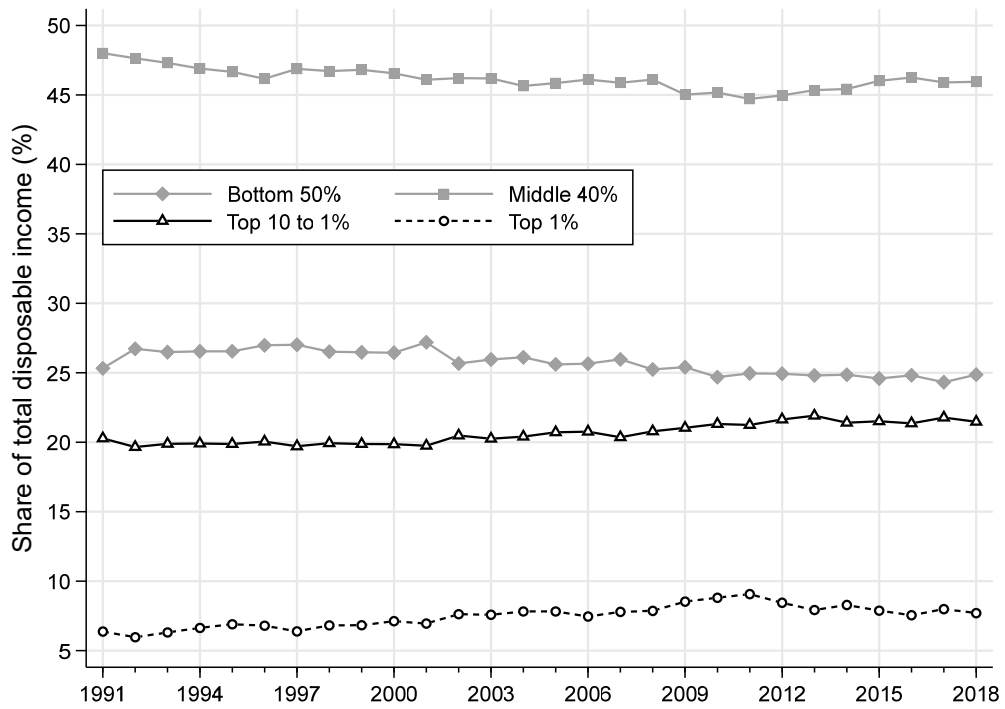 Share of total disposable income (%)
50
45
40
35
30
25
20
15
10
5
Bottom 50% Middle 40%
Top 10 to 1% Top 1%
1991 1994 1997 2000 2003 2006 2009 2012 2015 2018